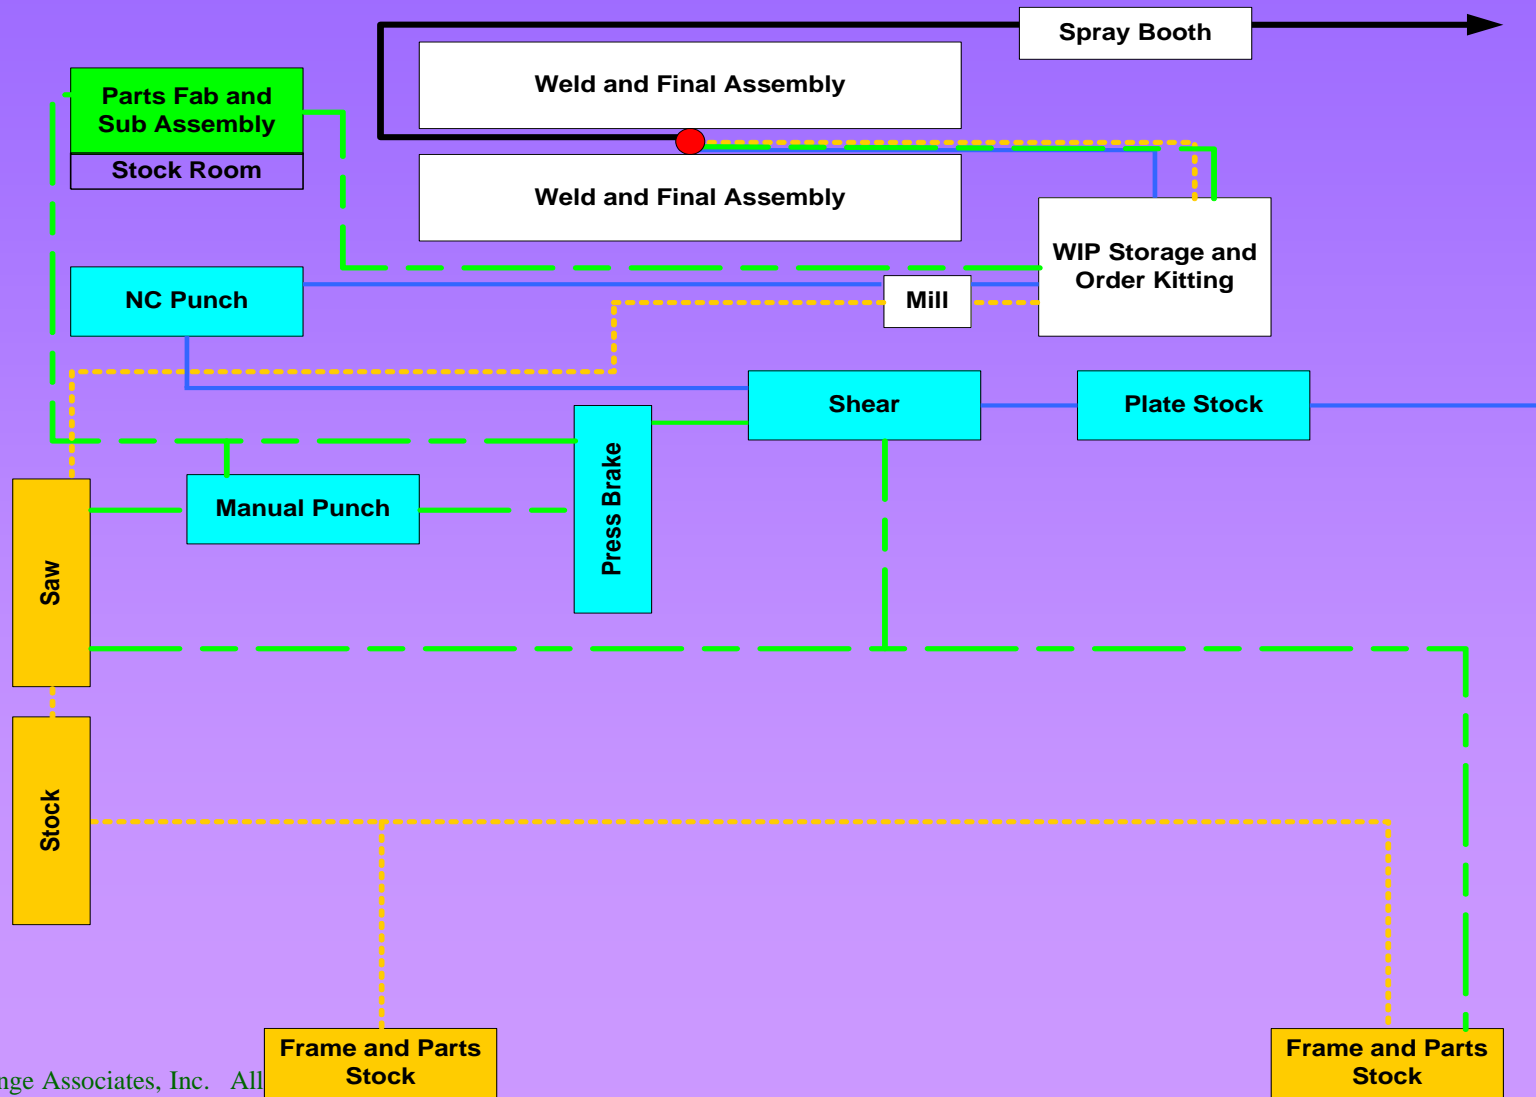 Spray Booth
Weld and Final Assembly
Parts Fab and
Sub Assembly
Stock Room
Weld and Final Assembly
WIP Storage and
Order Kitting
NC Punch
Mill
Shear
Plate Stock
Press Brake
Manual Punch
Saw
Stock
Frame and Parts
Stock
Frame and Parts
Stock
Associates, Inc. All